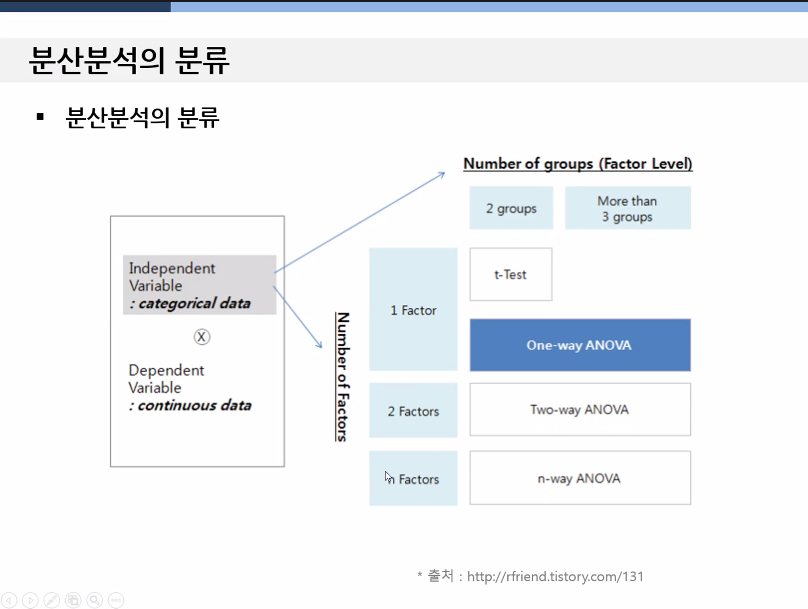 분산분석의 분류
▪ 분산분석의 분류
Number of groups (Factor Level)
2 groups
More than
3 groups
Independent
Variable
: categorical data
X
Dependent
Variable
: continuous data
Number of Factors
1 Factor
t-Test
One-way ANOVA
2 Factors
Two-way ANOVA
n Factors
n-way ANOVA
* 출처 : http://rfriend.tistory.com/131